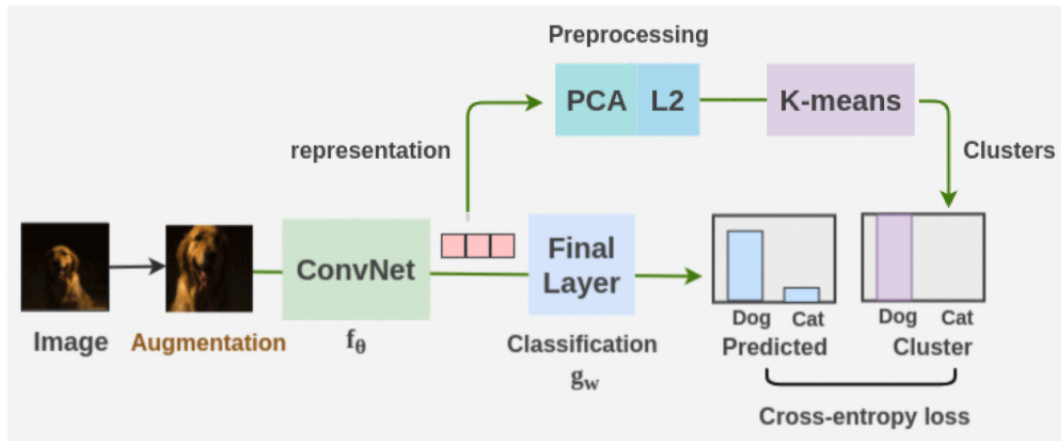 Preprocessing
PCA L2
K-means
representation
Clusters
ConvNet
Final
Layer
Dog Cat
Dog Cat
Image
Augmentation
fθ
Classification
gw
Predicted
Cluster
Cross-entropy loss